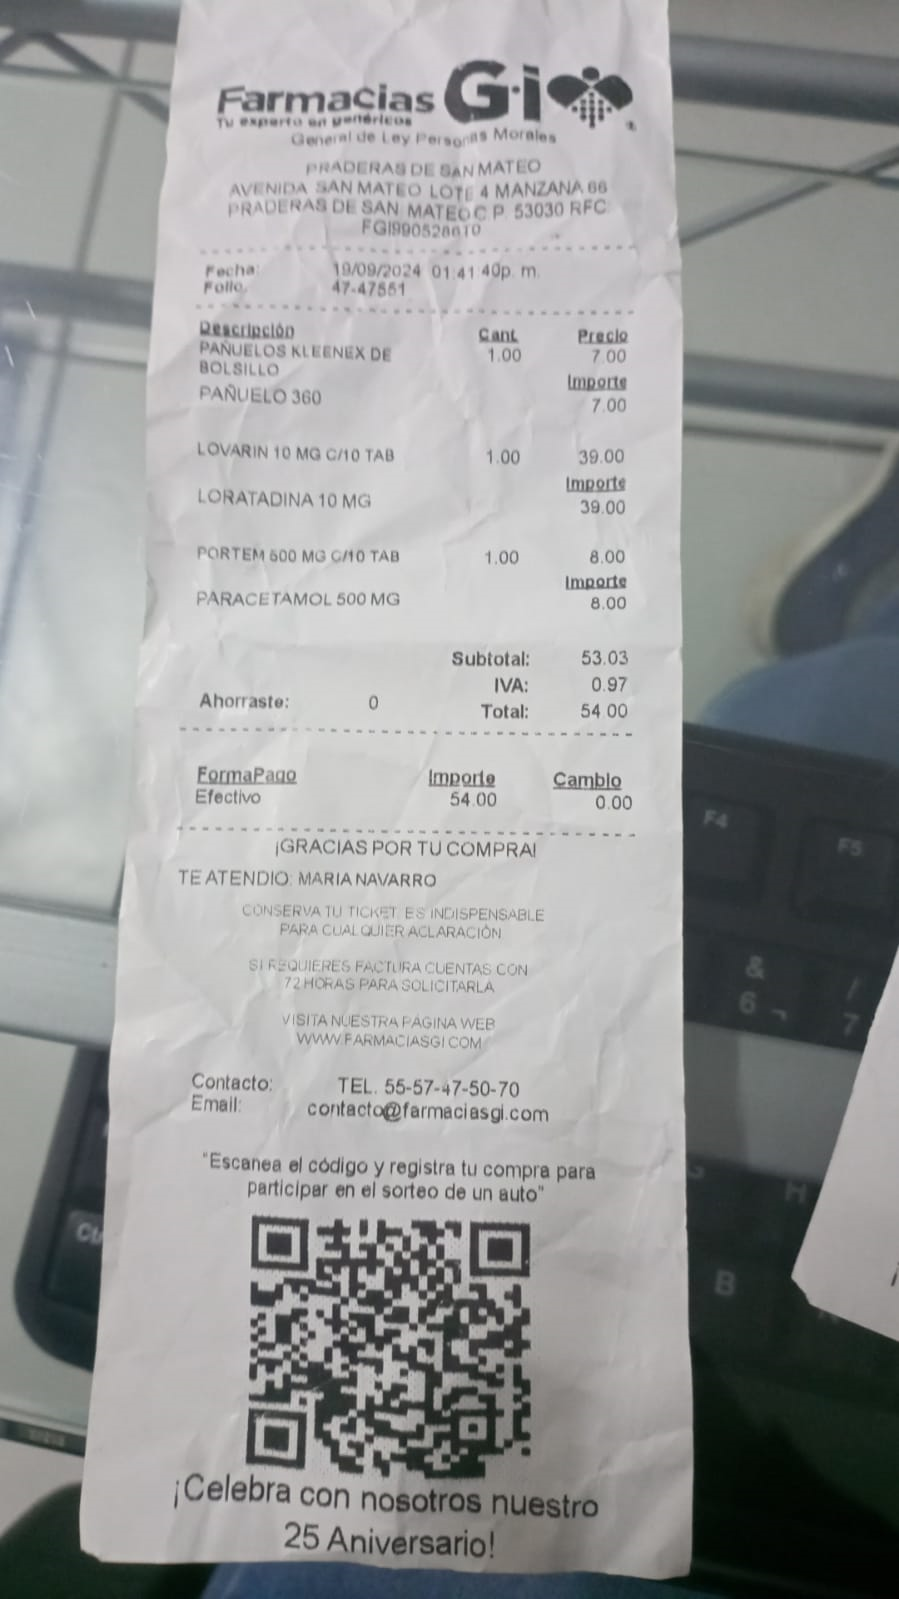 Farmacias Gi
Tu experto en genéricos
General de Ley Personas Morales
PRADERAS DE SAN MATEO
AVENIDA SAN MATEO LOTE 4 MANZANA 66
PRADERAS DE SAN MATEO C.P. 53030 RFC:
Fecha: 19/09/2024 01:41:40p. m.
Folio: 47-47551
Descripción Cant. Precio
PAÑUELOS KLEENEX DE 1.00 7.00
BOLSILLO
Importe
PAÑUELO 360 7.00
LOVARIN 10 MG C/10 TAB 1.00 39.00
Importe
LORATADINA 10 MG 39.00
PORTEM 500 MG C/10 TAB 1.00 8.00
Importe
PARACETAMOL 500 MG 8.00
Subtotal: 53.03
IVA: 0.97
Ahorraste: 0 Total: 54.00
FormaPago Importe Cambio
Efectivo 54.00 0.00
¡GRACIAS POR TU COMPRA!
TE ATENDIO: MARIA NAVARRO
CONSERVA TU TICKET. ES INDISPENSABLE
PARA CUALQUIER ACLARACIÓN
SI REQUIERES FACTURA CUENTAS CON
72 HORAS PARA SOLICITARLA
VISITA NUESTRA PAGINA WEB
WWW.FARMACIASGI.COM
Contacto: TEL. 55-57-47-50-70
Email: contacto@farmaciasgi.com
"Escanea el código y registra tu compra para
participar en el sorteo de un auto"
¡Celebra con nosotros nuestro
25 Aniversario!
F4
F5
&
6 ¬
/
7
H
B